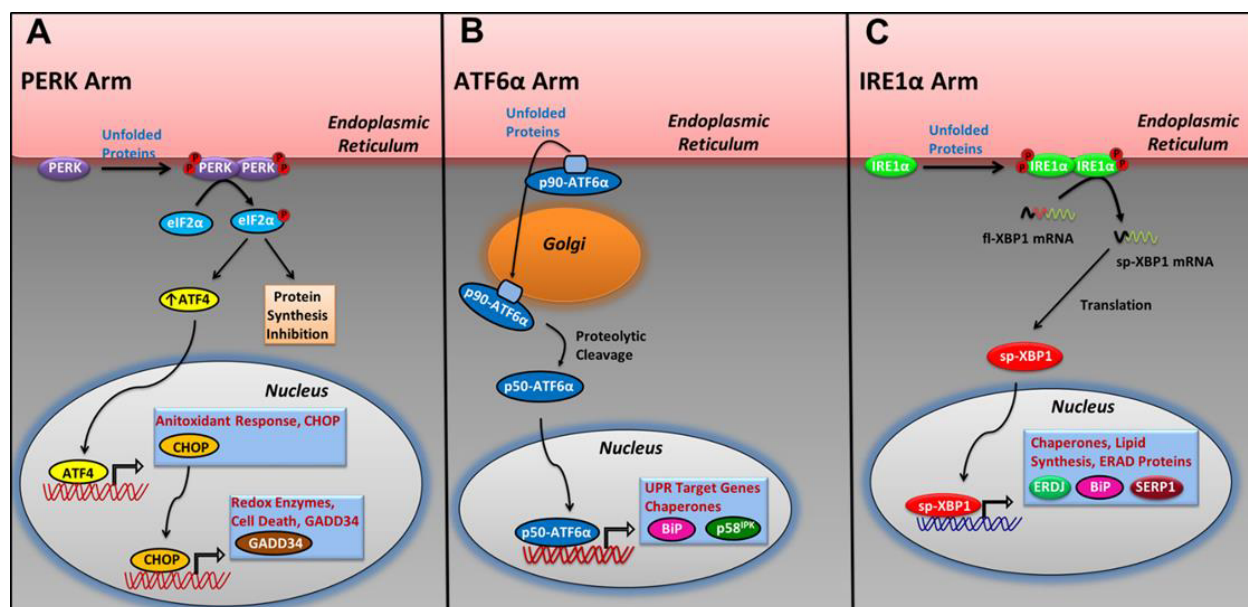 A
PERK Arm
Unfolded
Proteins
Endoplasmic
Reticulum
PERK
P
P
PERK
PERK
P
P
eIF2α
eIF2α
P
↑ATF4
Protein
Synthesis
Inhibition
Nucleus
Anitoxidant Response, CHOP
CHOP
ATF4
Redox Enzymes,
Cell Death, GADD34
GADD34
CHOP
B
ATF6α Arm
Unfolded
Proteins
Endoplasmic
Reticulum
p90-ATF6α
Golgi
p90-ATF6α
Proteolytic
Cleavage
p50-ATF6α
Nucleus
UPR Target Genes
Chaperones
BiP
p58IPK
p50-ATF6α
C
IRE1α Arm
Unfolded
Proteins
Endoplasmic
Reticulum
IRE1α
P
P
IRE1α
IRE1α
P
P
fl-XBP1 mRNA
sp-XBP1 mRNA
Translation
sp-XBP1
Nucleus
Chaperones, Lipid
Synthesis, ERAD Proteins
ERDJ
BiP
SERP1
sp-XBP1